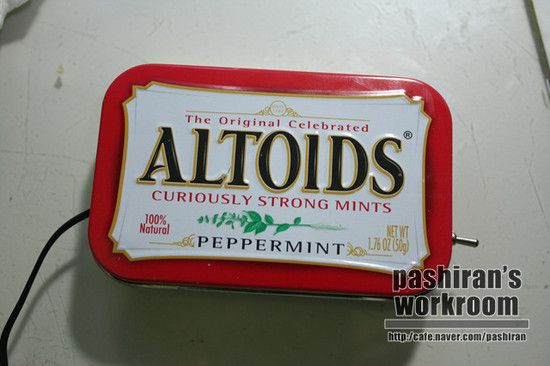 The Original Celebrated
ALTOIDS®
CURIOUSLY STRONG MINTS
100%
Natural
PEPPERMINT
NET WT
1.76 OZ (50g)
pashiran's
workroom
http:/cafe.naver.com/pashiran